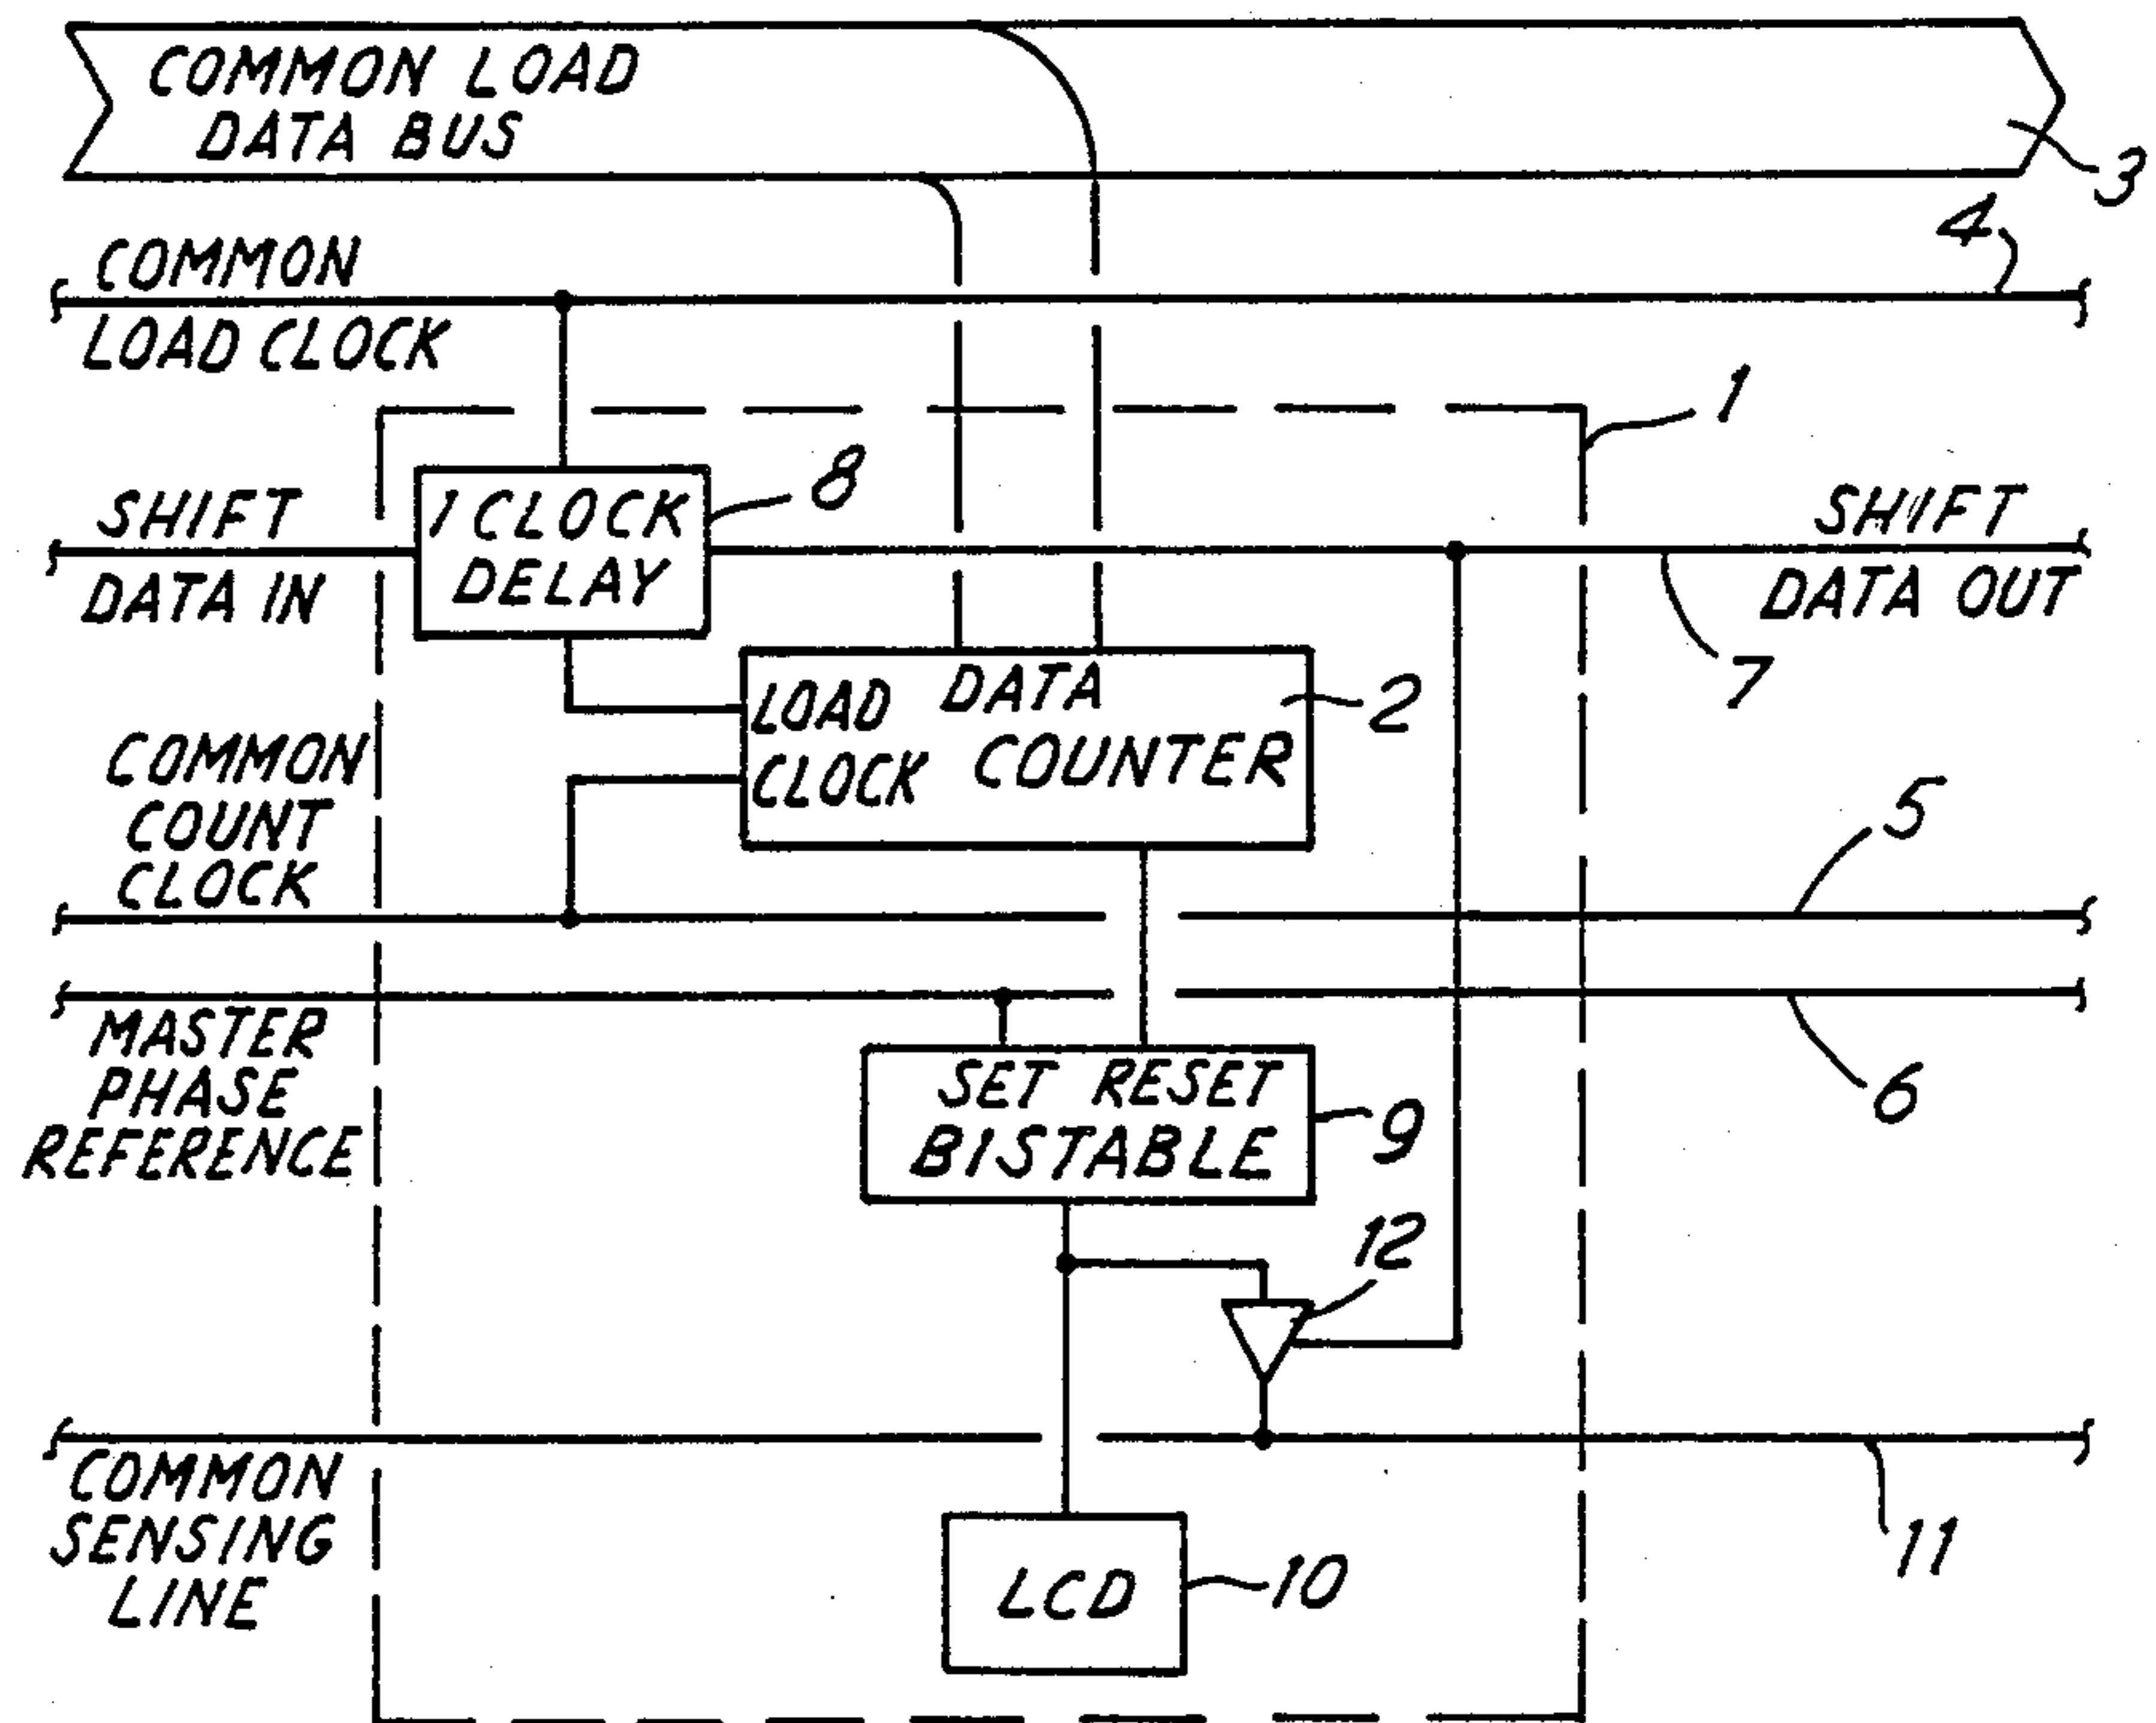 COMMON LOAD
DATA BUS
3
4
COMMON
LOAD CLOCK
1
8
SHIFT
DATA IN
1 CLOCK
DELAY
SHIFT
DATA OUT
7
DATA
LOAD
CLOCK
COUNTER
2
COMMON
COUNT
CLOCK
5
MASTER
PHASE
REFERENCE
6
SET RESET
BISTABLE
9
12
COMMON
SENSING
LINE
11
LCD
10